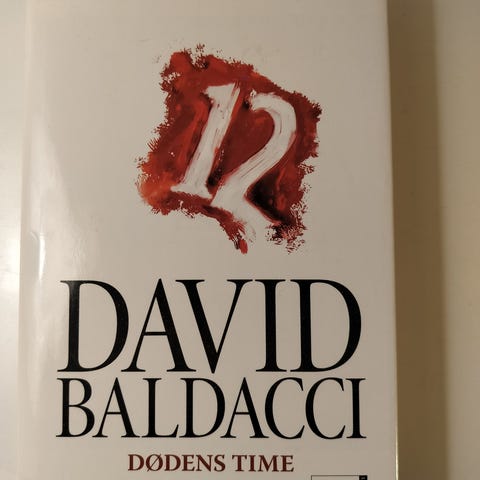 12
DAVID
BALDACCI
DØDENS TIME